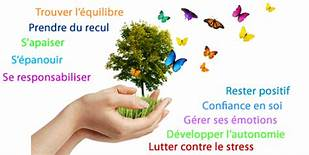 Trouver l'équilibre
Prendre du recul
S'apaiser
S'épanouir
Se responsabiliser
Rester positif
Confiance en soi
Gérer ses émotions
Développer l'autonomie
Lutter contre le stress